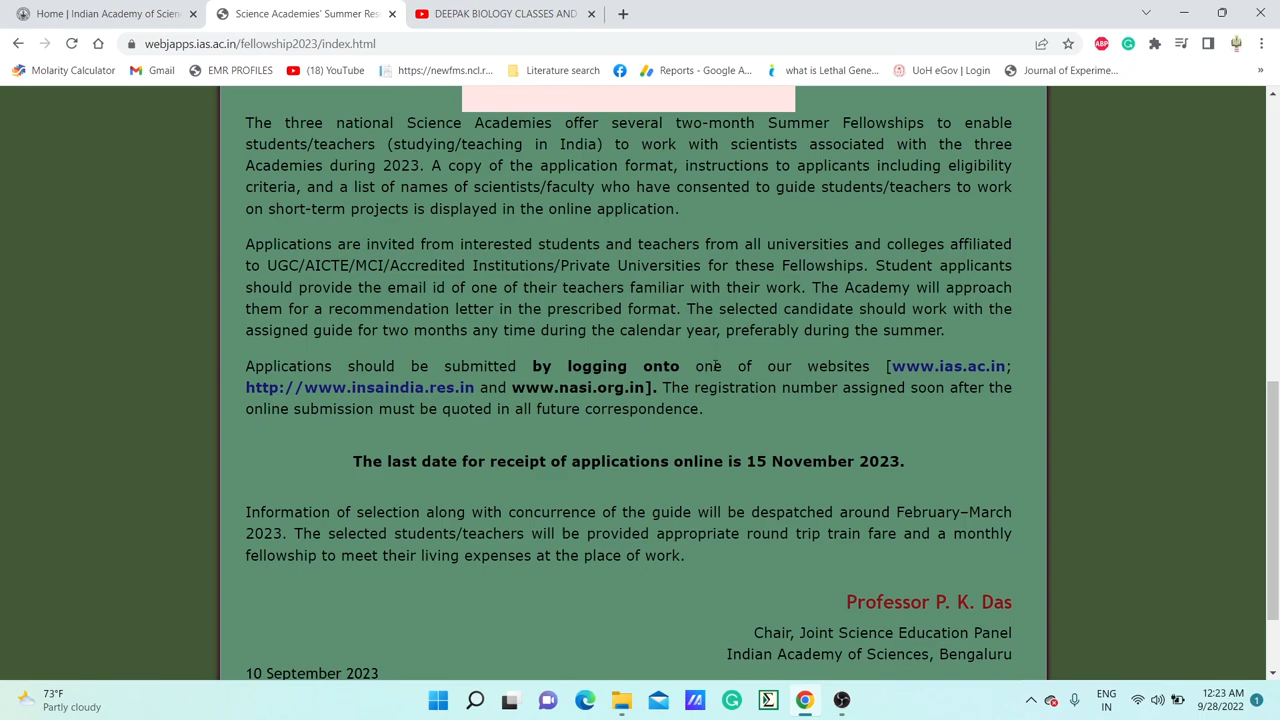 Home | Indian Academy of Scien
Science Academies' Summer Res
DEEPAK BIOLOGY CLASSES AND
webjapps.ias.ac.in/fellowship2023/index.html
ABP
Molarity Calculator
Gmail
EMR PROFILES
(18) YouTube
https://newfms.ncl.r...
Literature search
Reports - Google A...
what is Lethal Gene...
UoH eGov | Login
Journal of Experime...
»
The three national Science Academies offer several two-month Summer Fellowships to enable
students/teachers (studying/teaching in India) to work with scientists associated with the three
Academies during 2023. A copy of the application format, instructions to applicants including eligibility
criteria, and a list of names of scientists/faculty who have consented to guide students/teachers to work
on short-term projects is displayed in the online application.
Applications are invited from interested students and teachers from all universities and colleges affiliated
to UGC/AICTE/MCI/Accredited Institutions/Private Universities for these Fellowships. Student applicants
should provide the email id of one of their teachers familiar with their work. The Academy will approach
them for a recommendation letter in the prescribed format. The selected candidate should work with the
assigned guide for two months any time during the calendar year, preferably during the summer.
Applications should be submitted by logging onto one of our websites [www.ias.ac.in;
http://www.insaindia.res.in and www.nasi.org.in]. The registration number assigned soon after the
online submission must be quoted in all future correspondence.
The last date for receipt of applications online is 15 November 2023.
Information of selection along with concurrence of the guide will be despatched around February–March
2023. The selected students/teachers will be provided appropriate round trip train fare and a monthly
fellowship to meet their living expenses at the place of work.
Professor P. K. Das
Chair, Joint Science Education Panel
Indian Academy of Sciences, Bengaluru
10 September 2023
73°F
Partly cloudy
ENG
IN
12:23 AM
9/28/2022
1